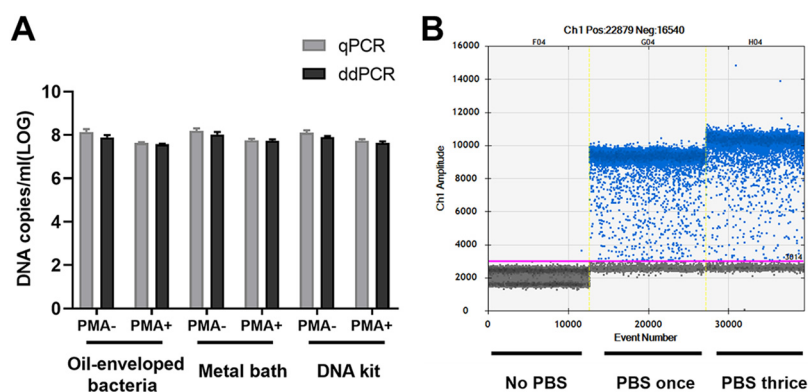 A
qPCR
ddPCR
DNA copies/ml(LOG)
10
8
6
4
2
0
PMA- PMA+ PMA- PMA+ PMA- PMA+
Oil-enveloped bacteria
Metal bath
DNA kit
B
Ch1 Pos:22879 Neg:16540
F04 G04 H04
Ch1 Amplitude
16000
14000
12000
10000
8000
6000
4000
2000
0
0 10000 20000 30000
Event Number
No PBS PBS once PBS thrice